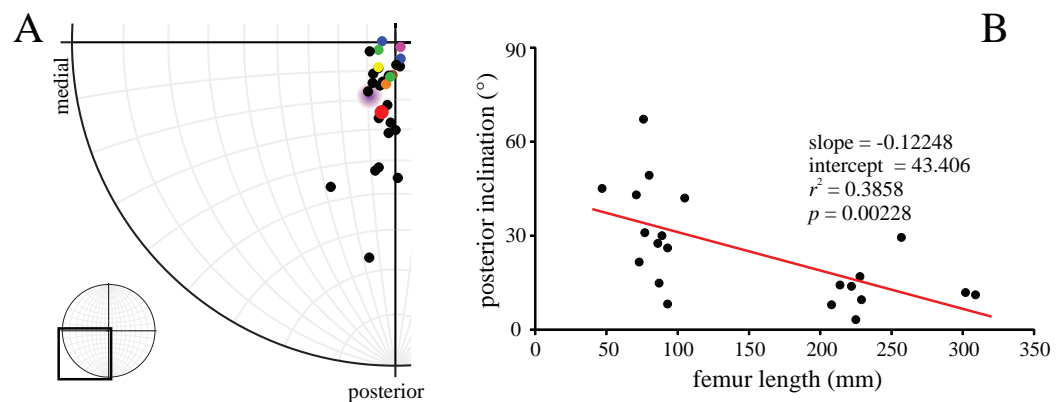 A
medial
posterior
B
posterior inclination (°)
90
60
30
0
slope = -0.12248
intercept = 43.406
r² = 0.3858
p = 0.00228
0 50 100 150 200 250 300 350
femur length (mm)